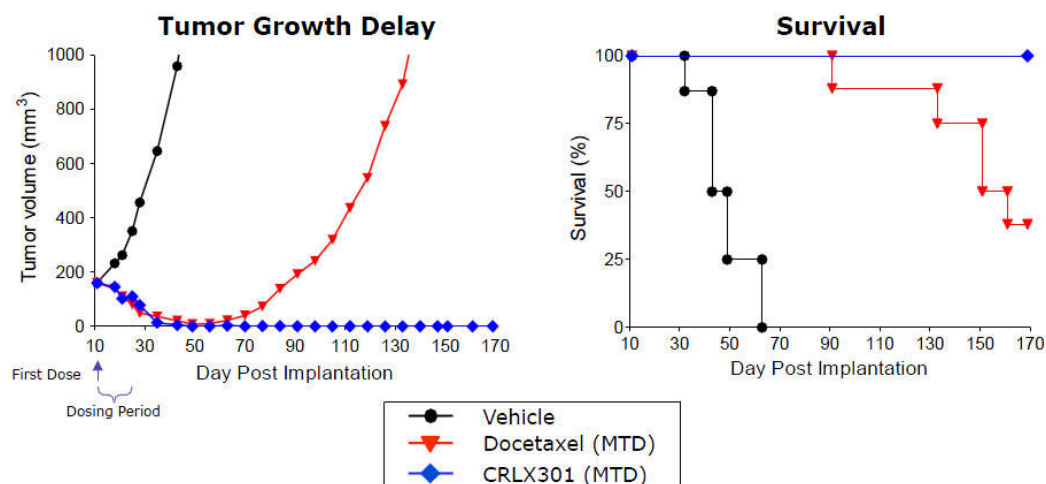 Tumor Growth Delay
Tumor volume (mm³)
1000
800
600
400
200
0
10 30 50 70 90 110 130 150 170
Day Post Implantation
First Dose
Dosing Period
Survival
Survival (%)
100
75
50
25
0
10 30 50 70 90 110 130 150 170
Day Post Implantation
Vehicle
Docetaxel (MTD)
CRLX301 (MTD)